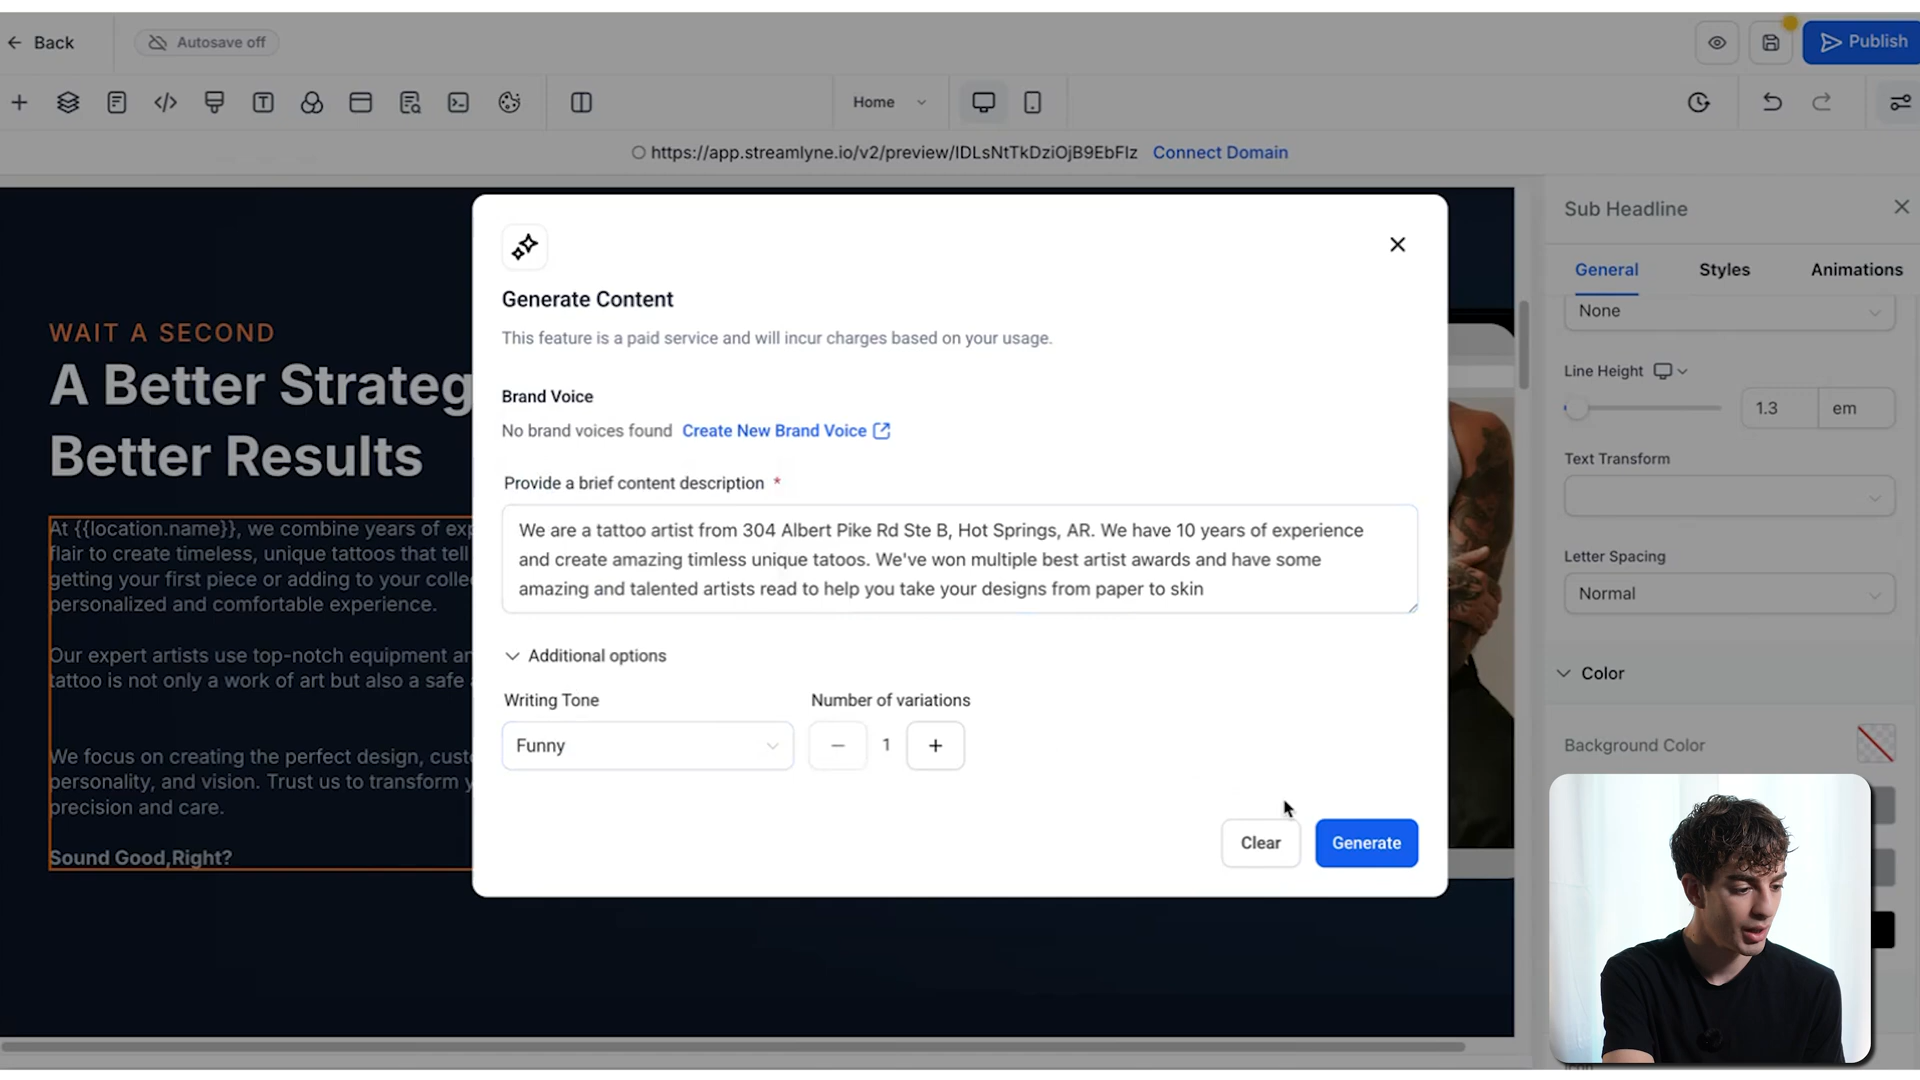 Back
Autosave off
Publish
Home
https://app.streamlyne.io/v2/preview/IDLsNtTkDziOjB9EbFIz Connect Domain
WAIT A SECOND
A Better Strateg
Better Results
At {{location.name}}, we combine years of exp
flair to create timeless, unique tattoos that tell
getting your first piece or adding to your colle
personalized and comfortable experience.
Our expert artists use top-notch equipment an
tattoo is not only a work of art but also a safe
We focus on creating the perfect design, cust
personality, and vision. Trust us to transform y
precision and care.
Sound Good,Right?
Generate Content
This feature is a paid service and will incur charges based on your usage.
Brand Voice
No brand voices found Create New Brand Voice
Provide a brief content description *
We are a tattoo artist from 304 Albert Pike Rd Ste B, Hot Springs, AR. We have 10 years of experience
and create amazing timless unique tatoos. We've won multiple best artist awards and have some
amazing and talented artists read to help you take your designs from paper to skin
Additional options
Writing Tone
Number of variations
Funny
1
Clear
Generate
Sub Headline
General Styles Animations
None
Line Height
1.3 em
Text Transform
Letter Spacing
Normal
Color
Background Color